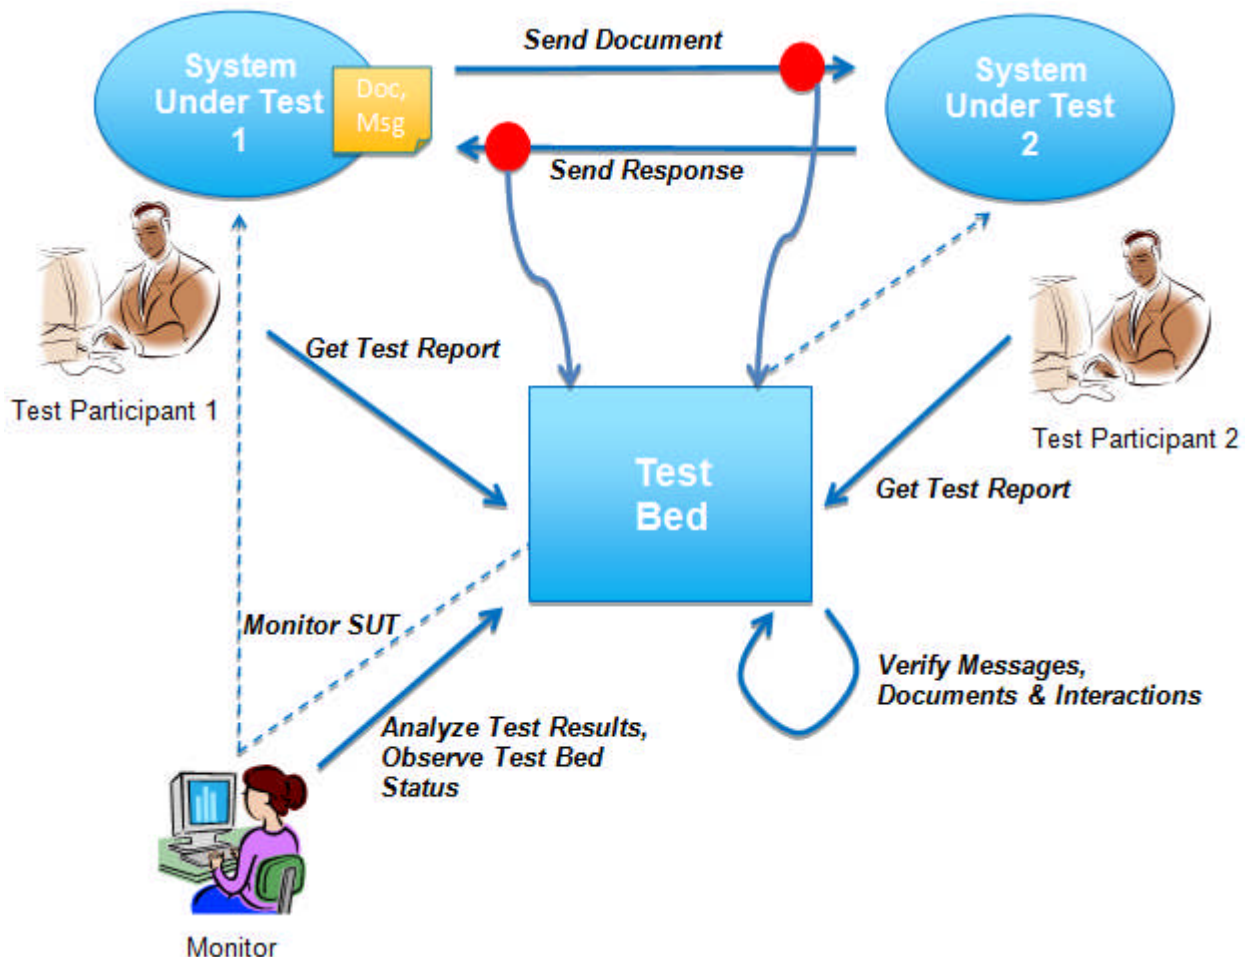 Send Document
System
Under Test
1
Doc,
Msg
System
Under Test
2
Send Response
Get Test Report
Test Participant 1
Test Participant 2
Test
Bed
Get Test Report
Monitor SUT
Verify Messages,
Documents & Interactions
Analyze Test Results,
Observe Test Bed
Status
Monitor